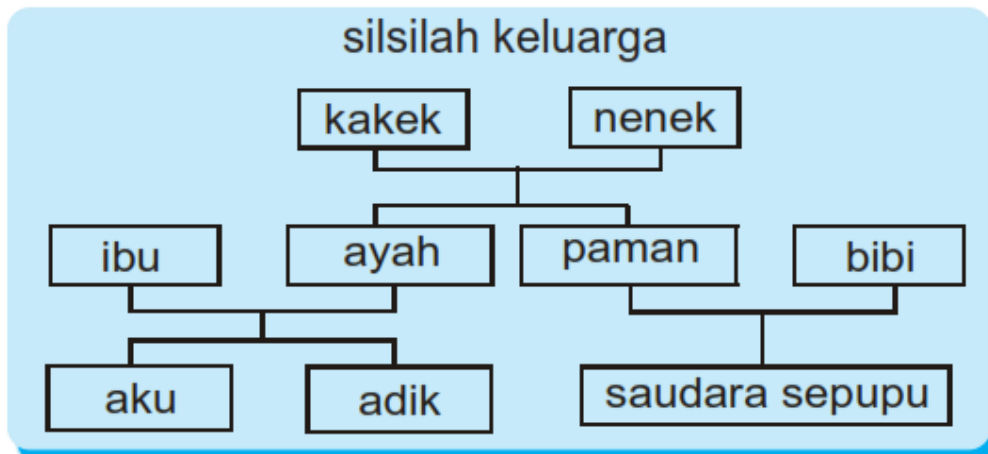 silsilah keluarga
kakek nenek
ibu ayah paman bibi
aku adik saudara sepupu